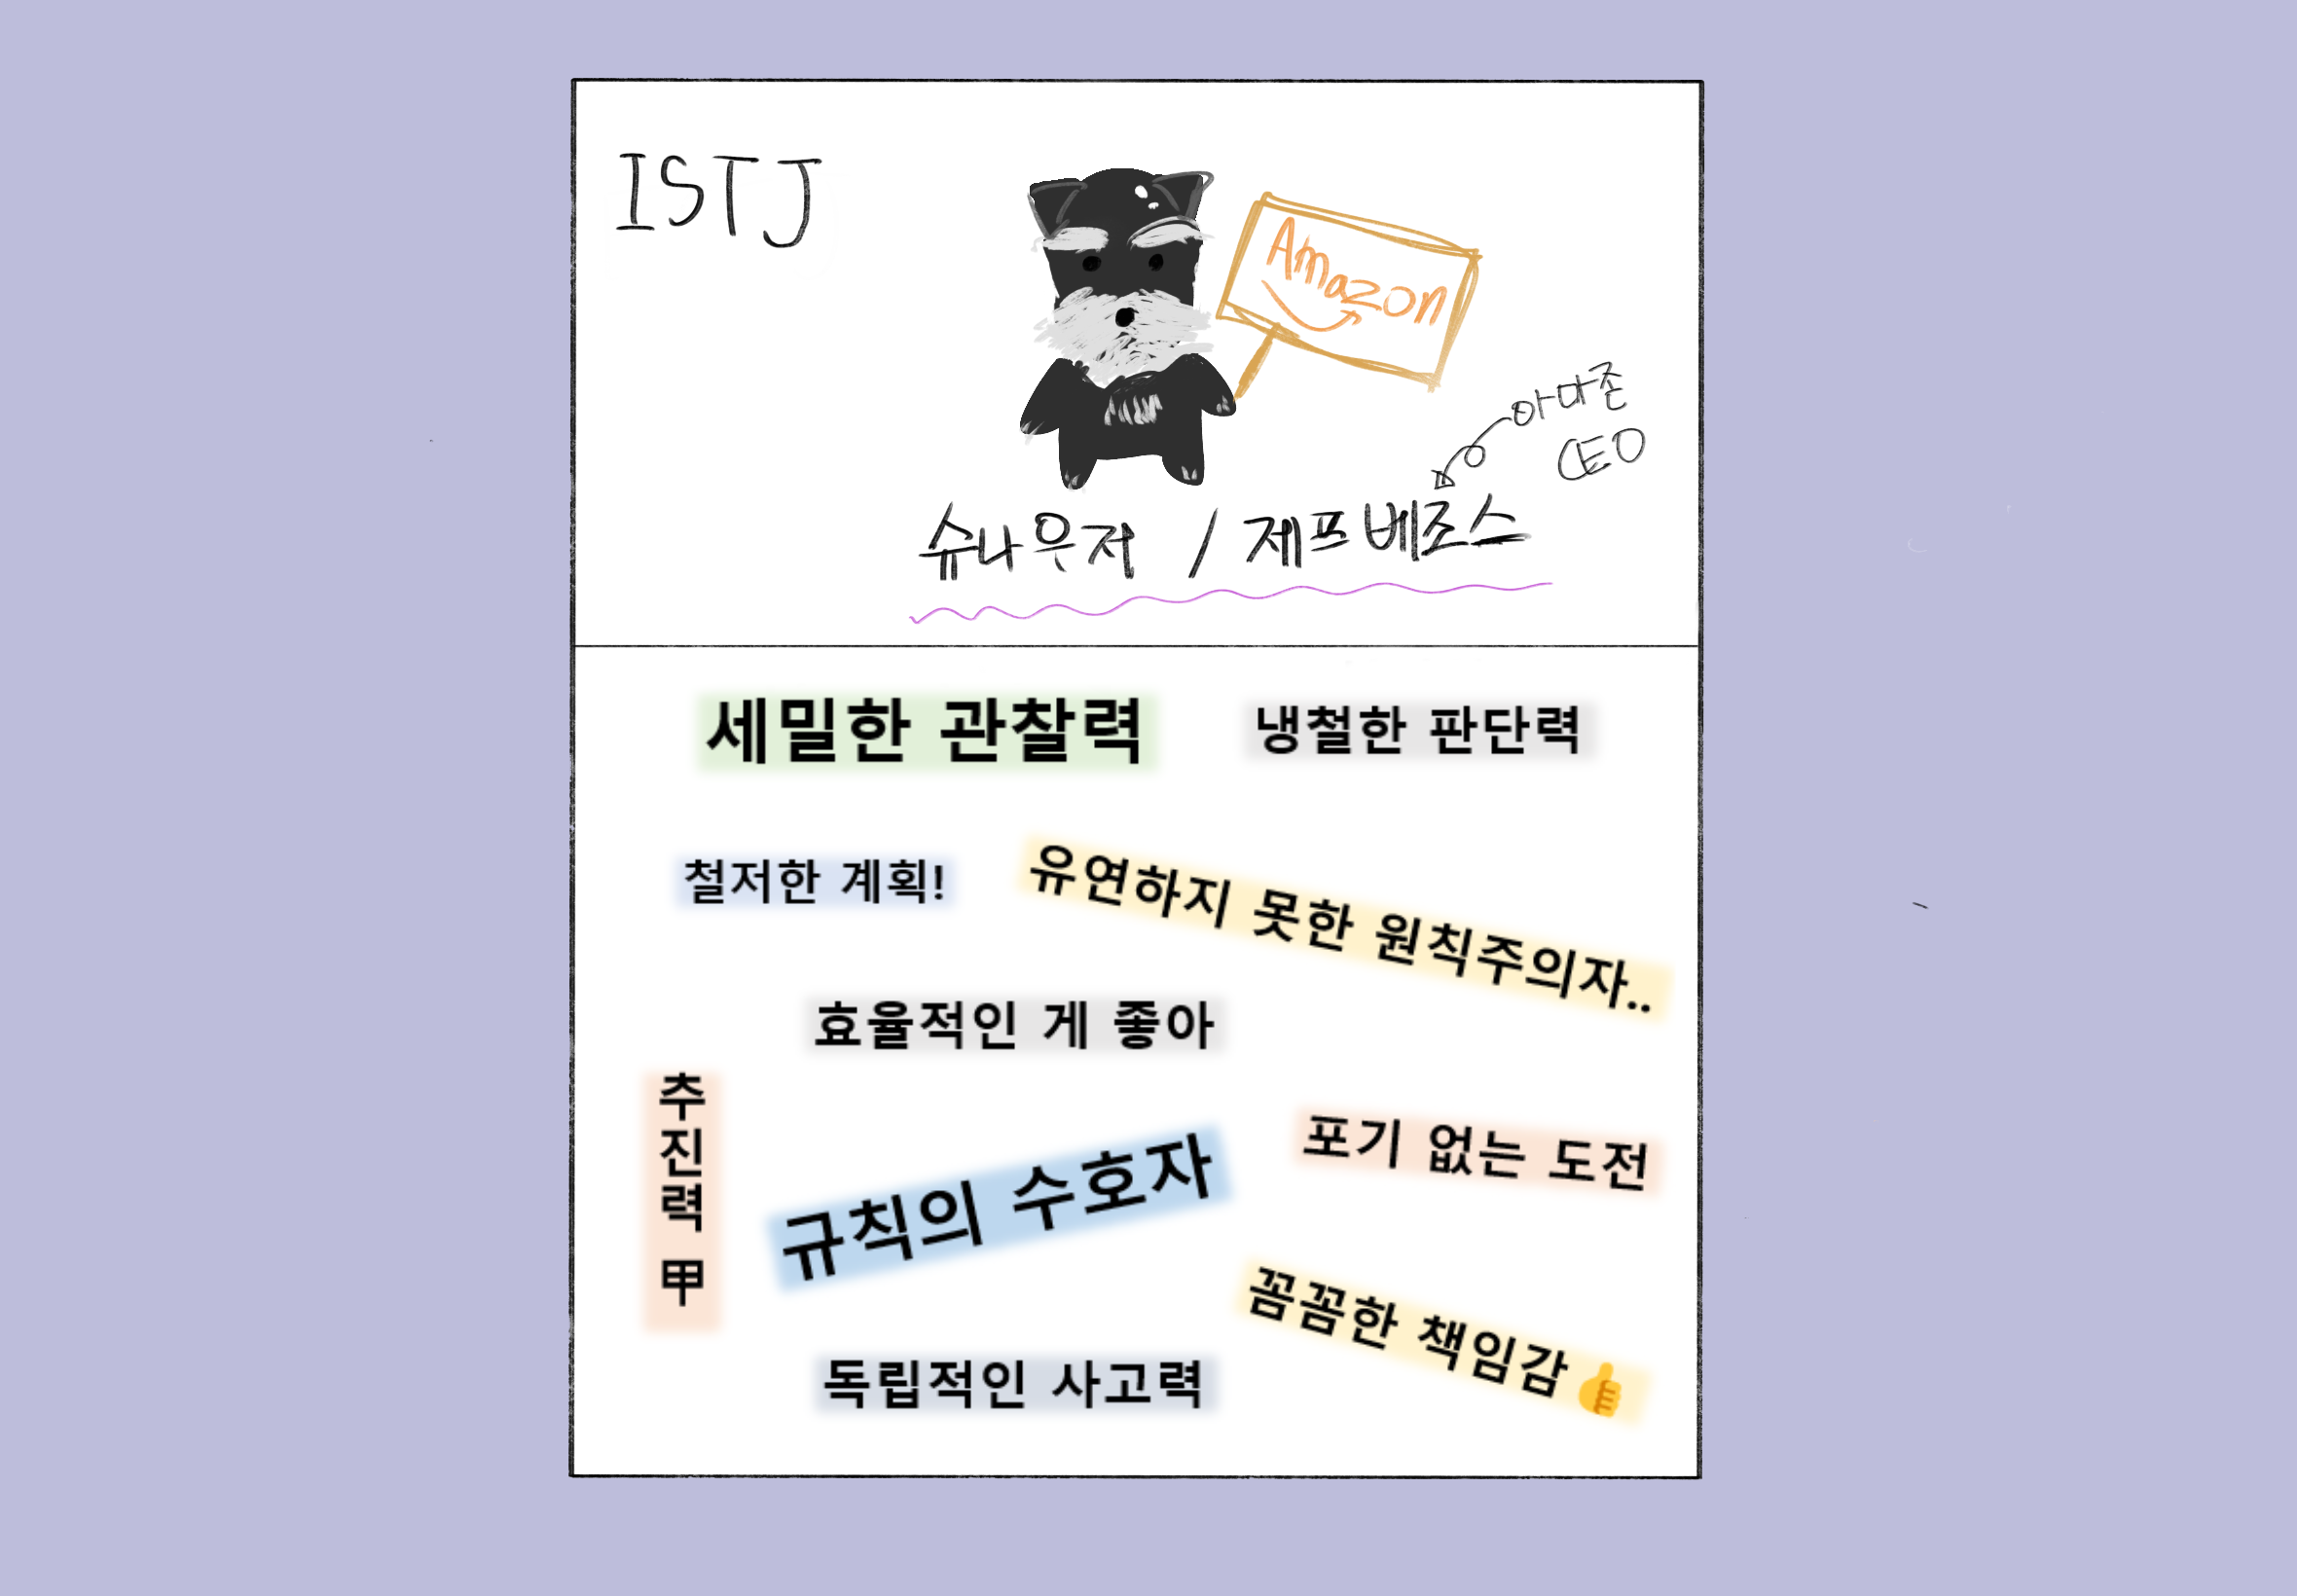 ISTJ
Amazon
아마존
CEO
슈나우저 / 제프베조스
세밀한 관찰력
냉철한 판단력
철저한 계획!
유연하지 못한 원칙주의자..
효율적인 게 좋아
추진력 甲
포기 없는 도전
규칙의 수호자
꼼꼼한 책임감👍
독립적인 사고력